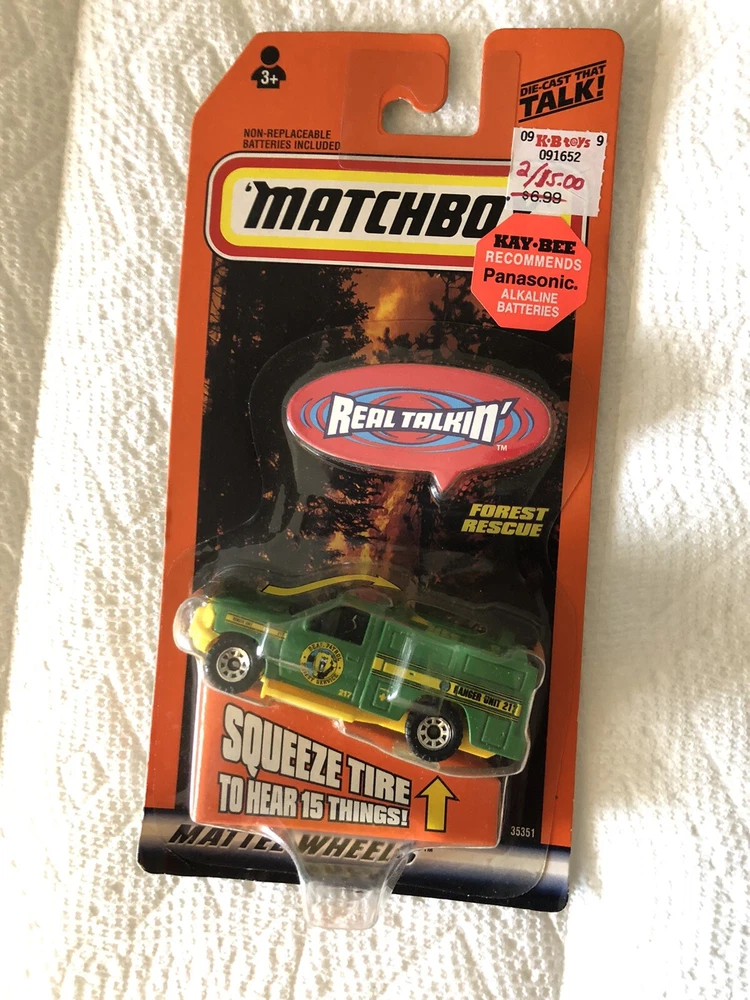 3+
NON-REPLACEABLE
BATTERIES INCLUDED
DIE-CAST THAT
TALK!
09 K·B toys 9
091652
2/15.00
$6.99
MATCHBO
KAY·BEE
RECOMMENDS
Panasonic.
ALKALINE
BATTERIES
REAL TALKIN'
TM
FOREST
RESCUE
217
RANGER UNIT 217
SQUEEZE TIRE
TO HEAR 15 THINGS!
35351
MATTEL WHEELS